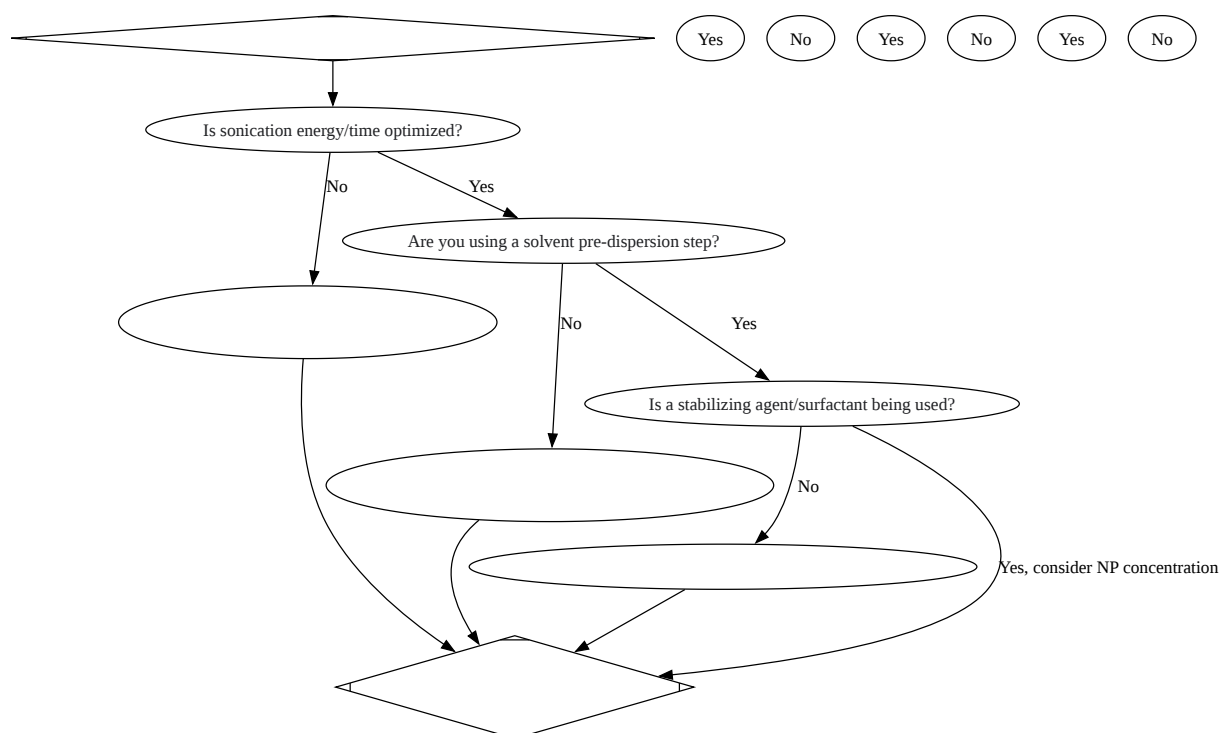 Yes
No
Yes
No
Yes
No
Is sonication energy/time optimized?
No
Yes
Are you using a solvent pre-dispersion step?
No
Yes
Is a stabilizing agent/surfactant being used?
No
Yes, consider NP concentration